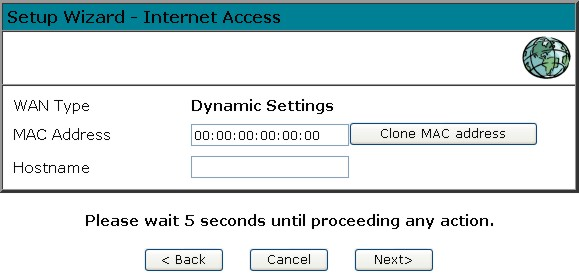 Setup Wizard - Internet Access
WAN Type Dynamic Settings
MAC Address 00:00:00:00:00:00 Clone MAC address
Hostname
Please wait 5 seconds until proceeding any action.
< Back Cancel Next>